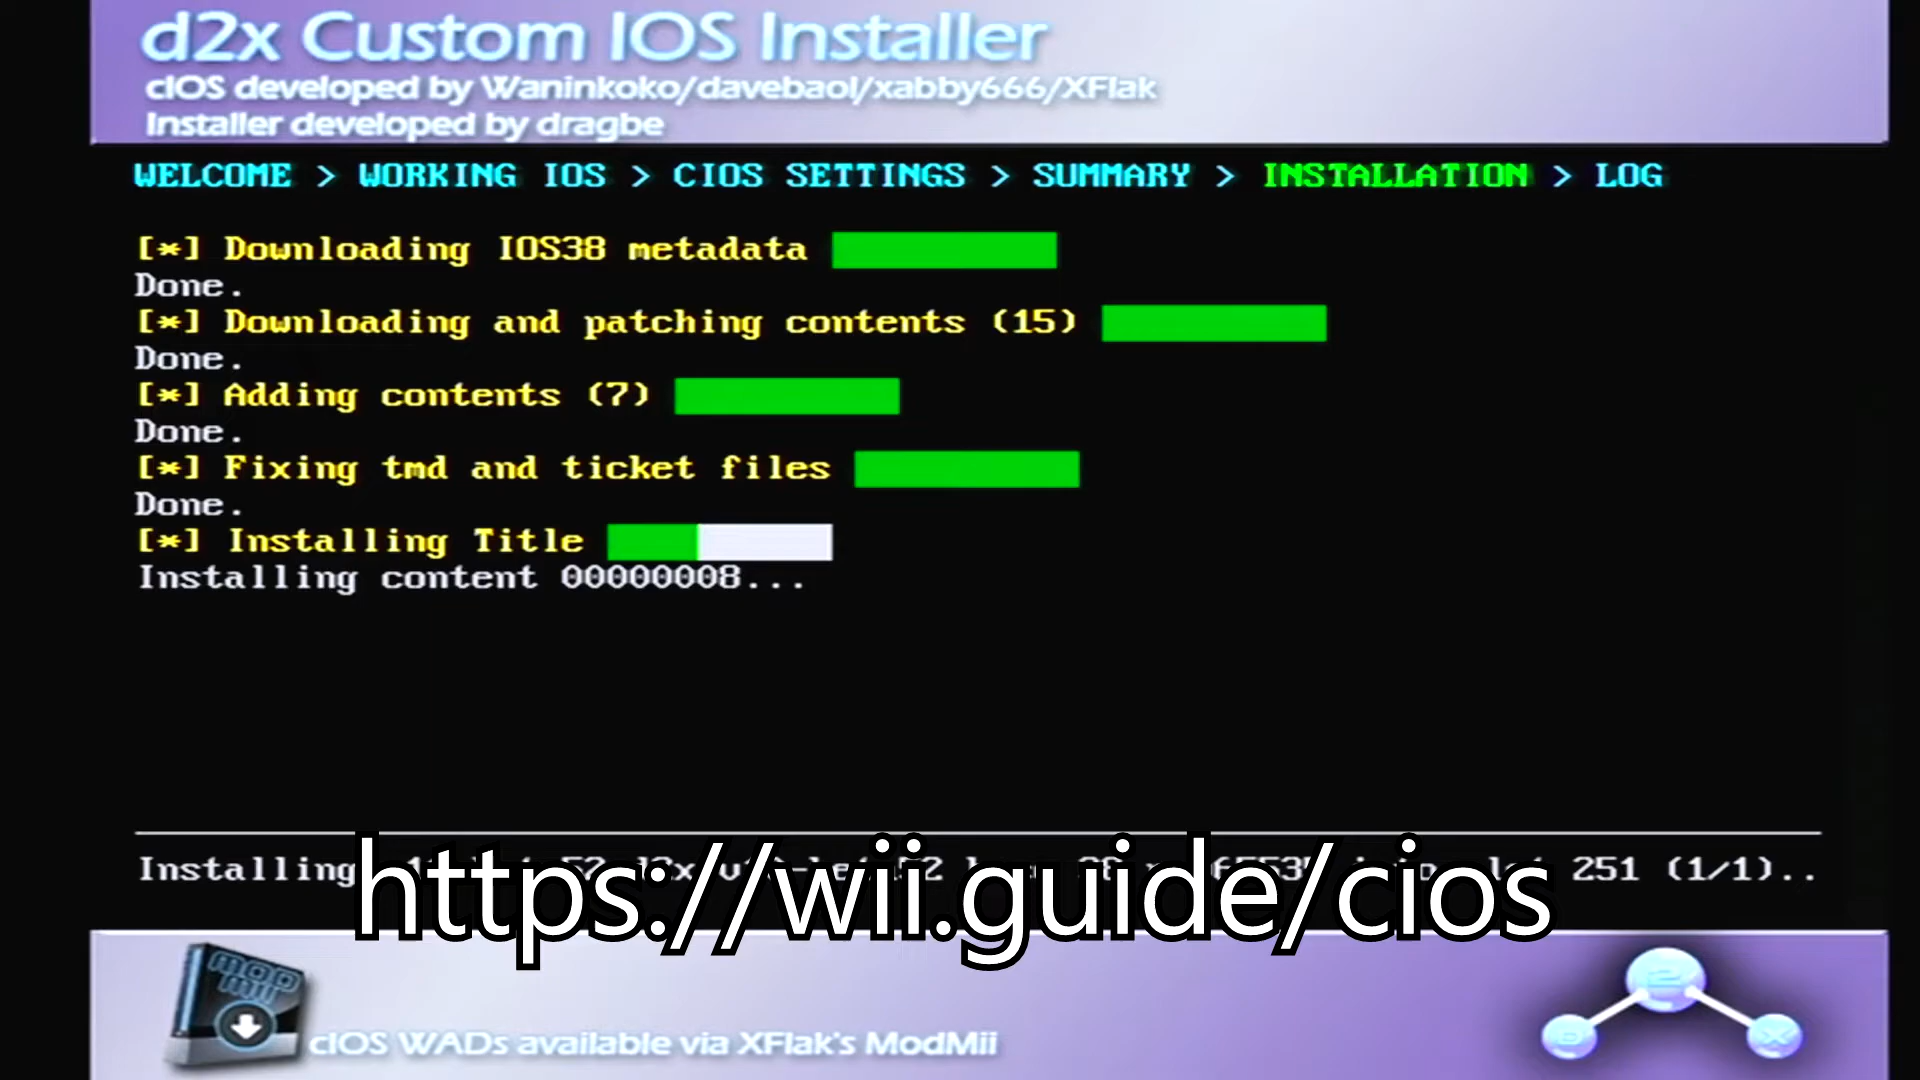 d2x Custom IOS Installer
cIOS developed by Waninkoko/davebaol/xabby666/XFlak
Installer developed by dragbe
WELCOME > WORKING IOS > CIOS SETTINGS > SUMMARY > INSTALLATION > LOG
[*] Downloading IOS38 metadata
Done.
[*] Downloading and patching contents (15)
Done.
[*] Adding contents (7)
Done.
[*] Fixing tmd and ticket files
Done.
[*] Installing Title
Installing content 00000008...
Installing 251 (1/1)..
https://wii.guide/cios
MOD MII
cIOS WADs available via XFlak's ModMii
D 2 X